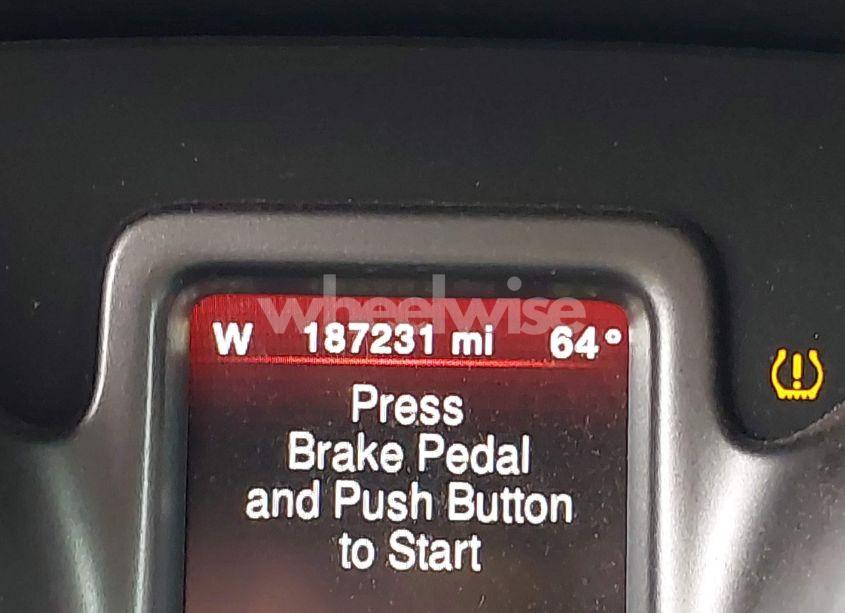 wheelwise
W 187231 mi 64°
Press
Brake Pedal
and Push Button
to Start